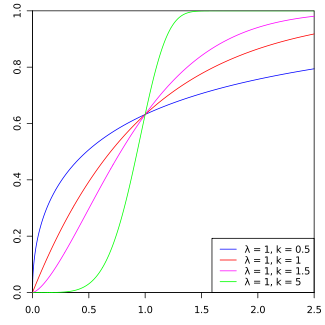 1.0
0.8
0.6
0.4
0.2
0.0
λ = 1, k = 0.5
λ = 1, k = 1
λ = 1, k = 1.5
λ = 1, k = 5
0.0 0.5 1.0 1.5 2.0 2.5